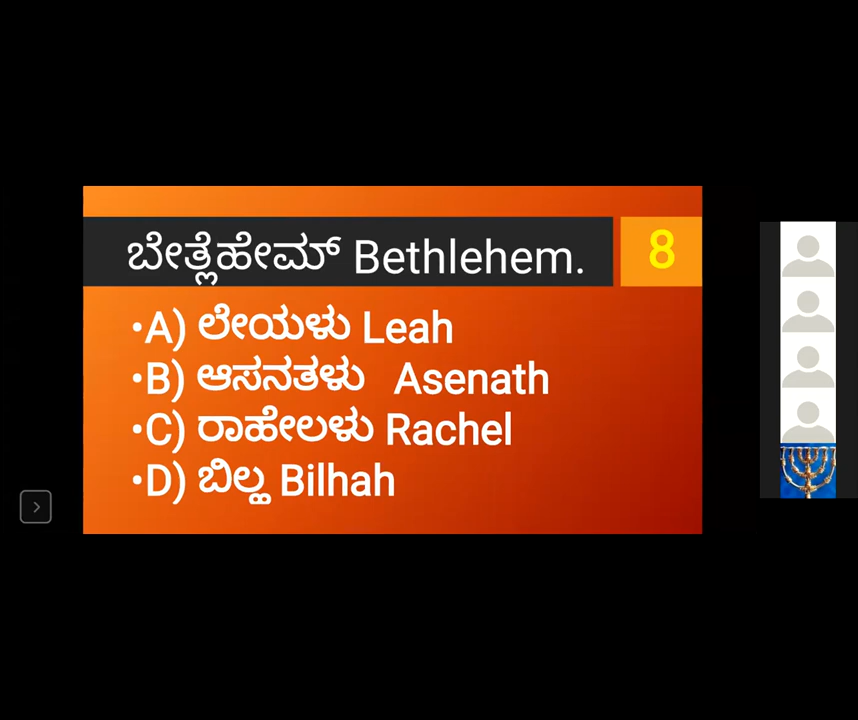 ಬೇತ್ಲೆಹೇಮ್ Bethlehem.
8
•A) ಲೇಯಳು Leah
•B) ಆಸನತಳು Asenath
•C) ರಾಹೇಲಳು Rachel
•D) ಬಿಲ್ಹ Bilhah